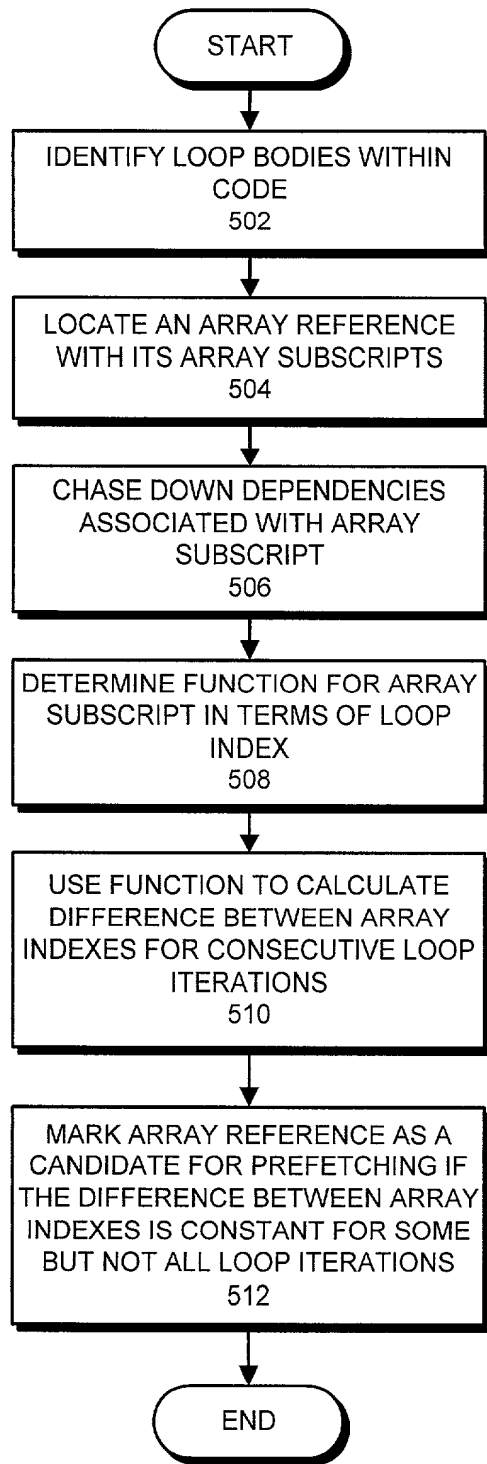 START
IDENTIFY LOOP BODIES WITHIN
CODE
502
LOCATE AN ARRAY REFERENCE
WITH ITS ARRAY SUBSCRIPTS
504
CHASE DOWN DEPENDENCIES
ASSOCIATED WITH ARRAY
SUBSCRIPT
506
DETERMINE FUNCTION FOR ARRAY
SUBSCRIPT IN TERMS OF LOOP
INDEX
508
USE FUNCTION TO CALCULATE
DIFFERENCE BETWEEN ARRAY
INDEXES FOR CONSECUTIVE LOOP
ITERATIONS
510
MARK ARRAY REFERENCE AS A
CANDIDATE FOR PREFETCHING IF
THE DIFFERENCE BETWEEN ARRAY
INDEXES IS CONSTANT FOR SOME
BUT NOT ALL LOOP ITERATIONS
512
END